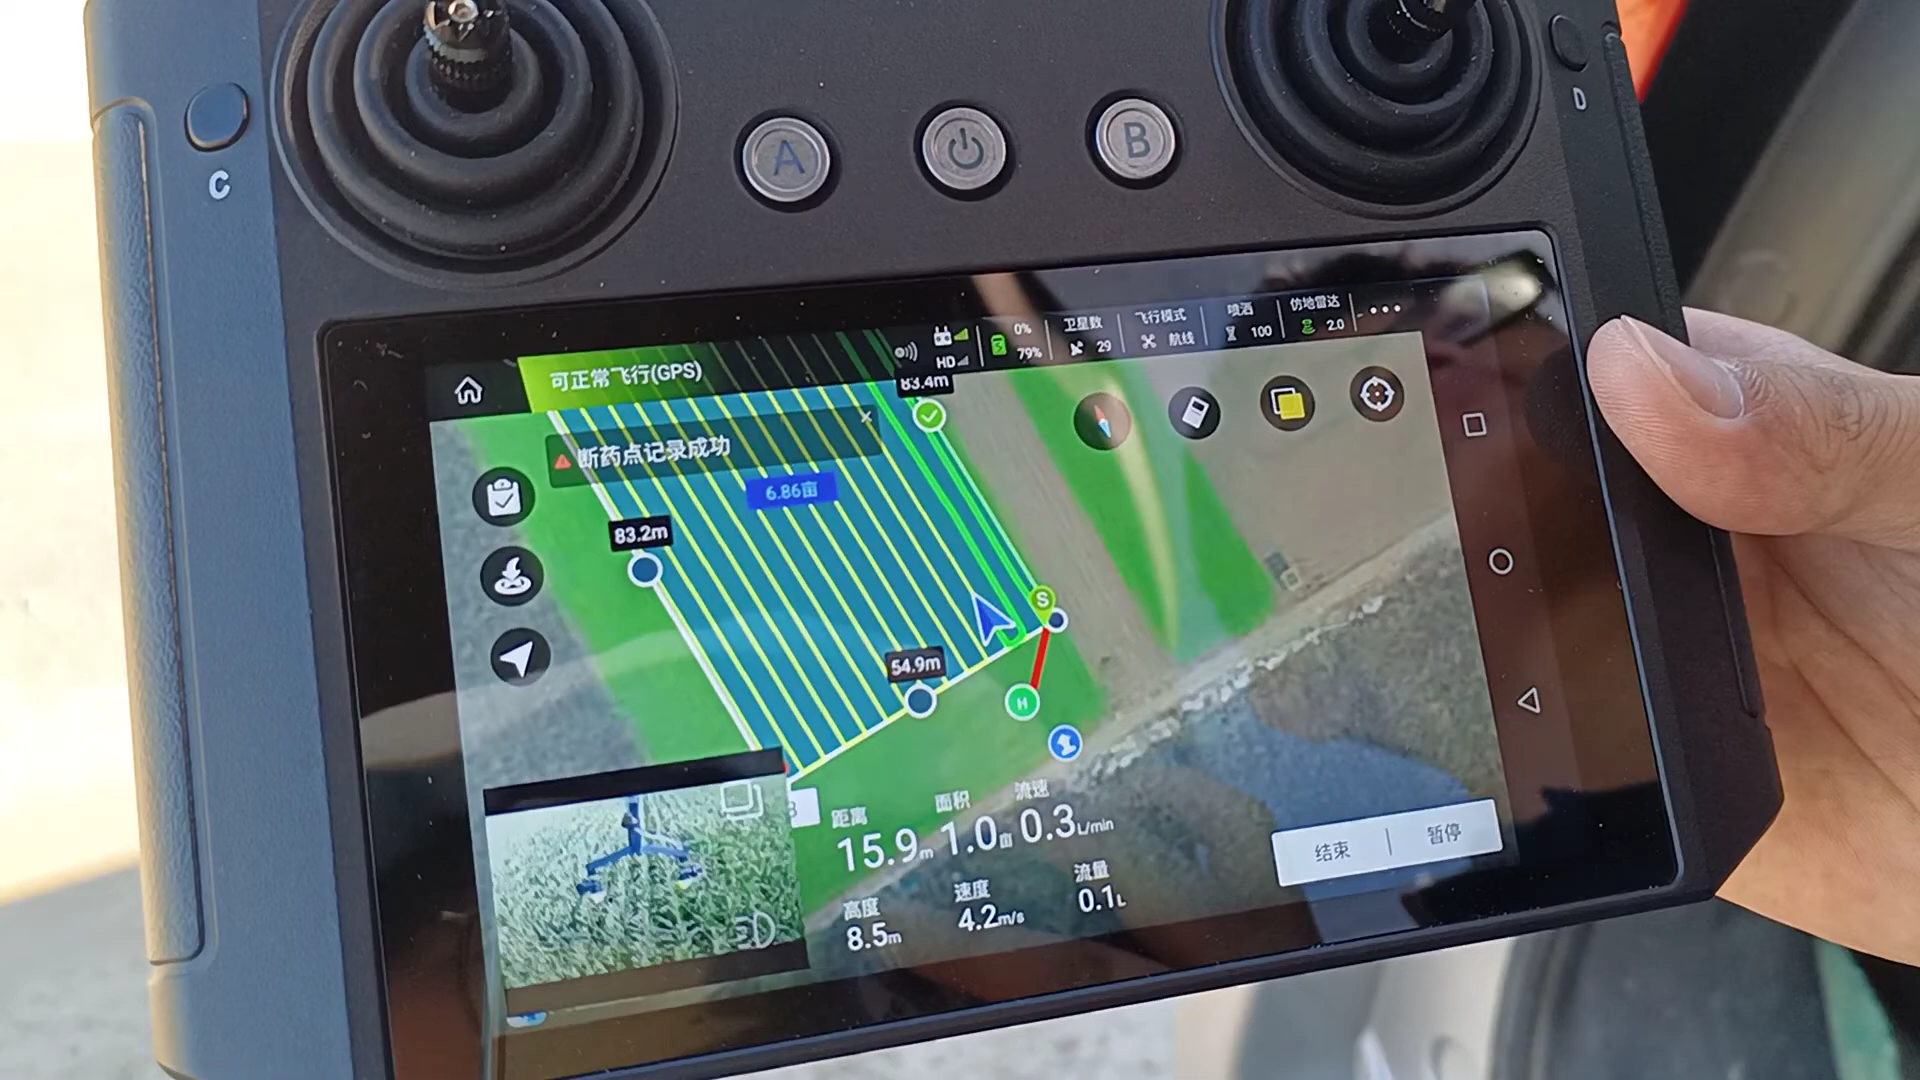 C
A
B
D
可正常飞行(GPS)
HD
0%
79%
卫星数
29
飞行模式
航线
喷洒
100
仿地雷达
2.0
83.4m
断药点记录成功
6.86亩
83.2m
54.9m
S
H
距离
15.9m
面积
1.0亩
流速
0.3L/min
高度
8.5m
速度
4.2m/s
流量
0.1L
结束
暂停